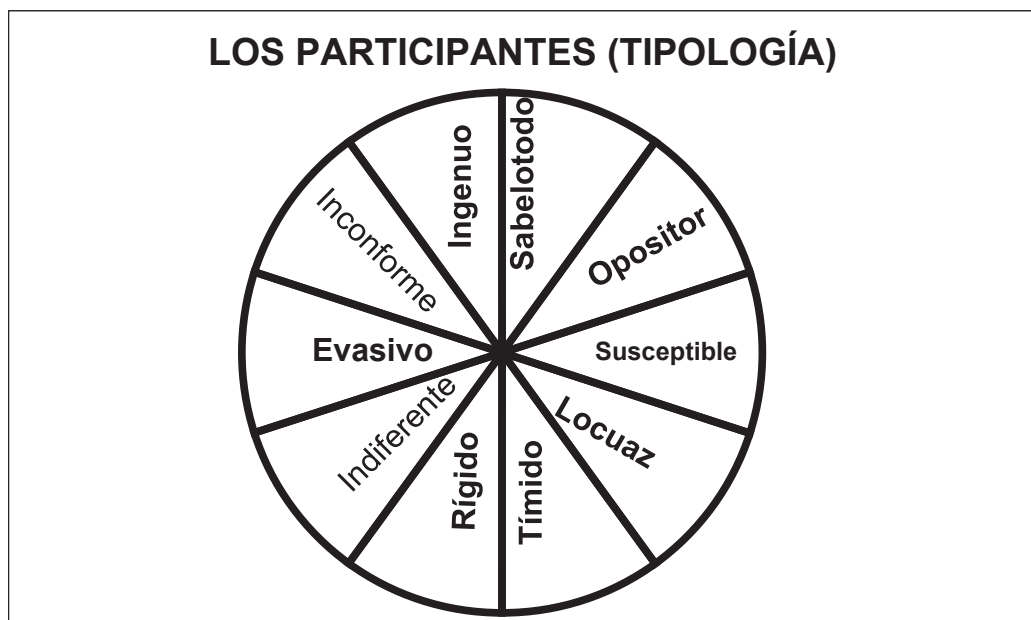 LOS PARTICIPANTES (TIPOLOGÍA)
Sabelotodo
Opositor
Susceptible
Locuaz
Tímido
Rígido
Indiferente
Evasivo
Inconforme
Ingenuo